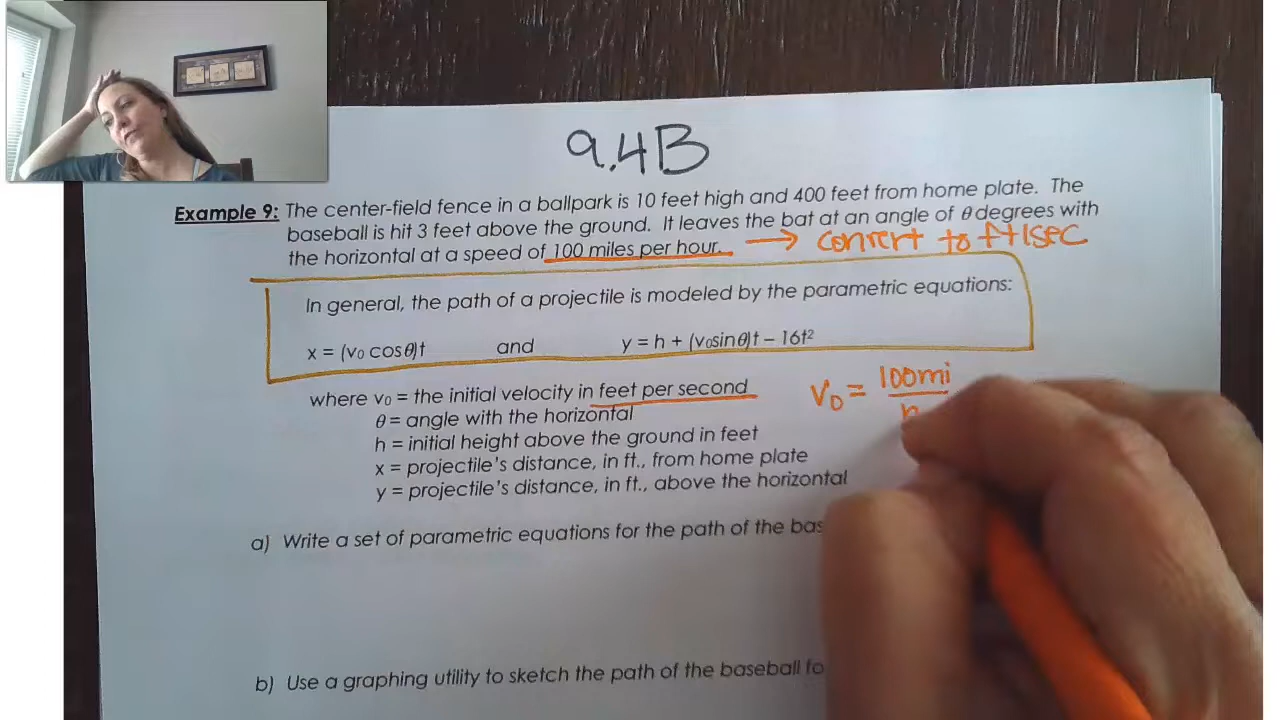 9.4B
Example 9: The center-field fence in a ballpark is 10 feet high and 400 feet from home plate. The
baseball is hit 3 feet above the ground. It leaves the bat at an angle of θ degrees with
the horizontal at a speed of 100 miles per hour. → convert to ft/sec
In general, the path of a projectile is modeled by the parametric equations:
x = (v₀ cosθ)t and y = h + (v₀sinθ)t – 16t²
where v₀ = the initial velocity in feet per second
V₀ = 100mi
θ = angle with the horizontal
h = initial height above the ground in feet
x = projectile's distance, in ft., from home plate
y = projectile's distance, in ft., above the horizontal
a) Write a set of parametric equations for the path of the bas
b) Use a graphing utility to sketch the path of the baseball fo